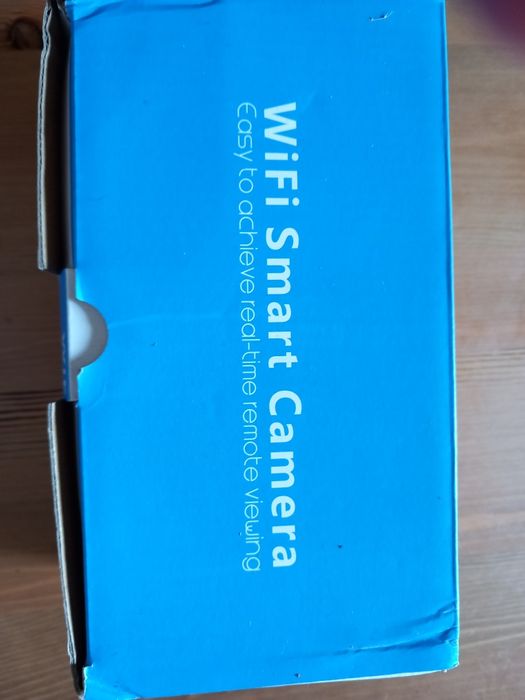 WiFi Smart Camera
Easy to achieve real-time remote viewing